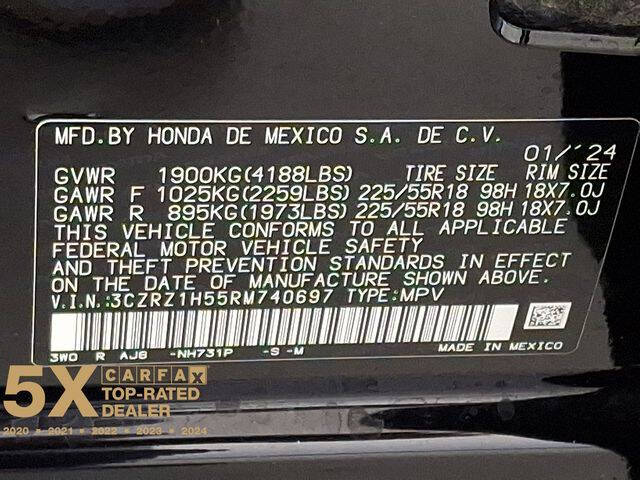 MFD.BY HONDA DE MEXICO S.A. DE C.V.
01/'24
GVWR 1900KG(4188LBS) TIRE SIZE RIM SIZE
GAWR F 1025KG(2259LBS) 225/55R18 98H 18X7.0J
GAWR R 895KG(1973LBS) 225/55R18 98H 18X7.0J
THIS VEHICLE CONFORMS TO ALL APPLICABLE
FEDERAL MOTOR VEHICLE SAFETY
AND THEFT PREVENTION STANDARDS IN EFFECT
ON THE DATE OF MANUFACTURE SHOWN ABOVE.
V.I.N.:3CZRZ1H55RM740697 TYPE:MPV
3W0 R AJ8 -NH731P -S -M MADE IN MEXICO
5X CARFAX
TOP-RATED
DEALER
2020 2021 2022 2023 2024